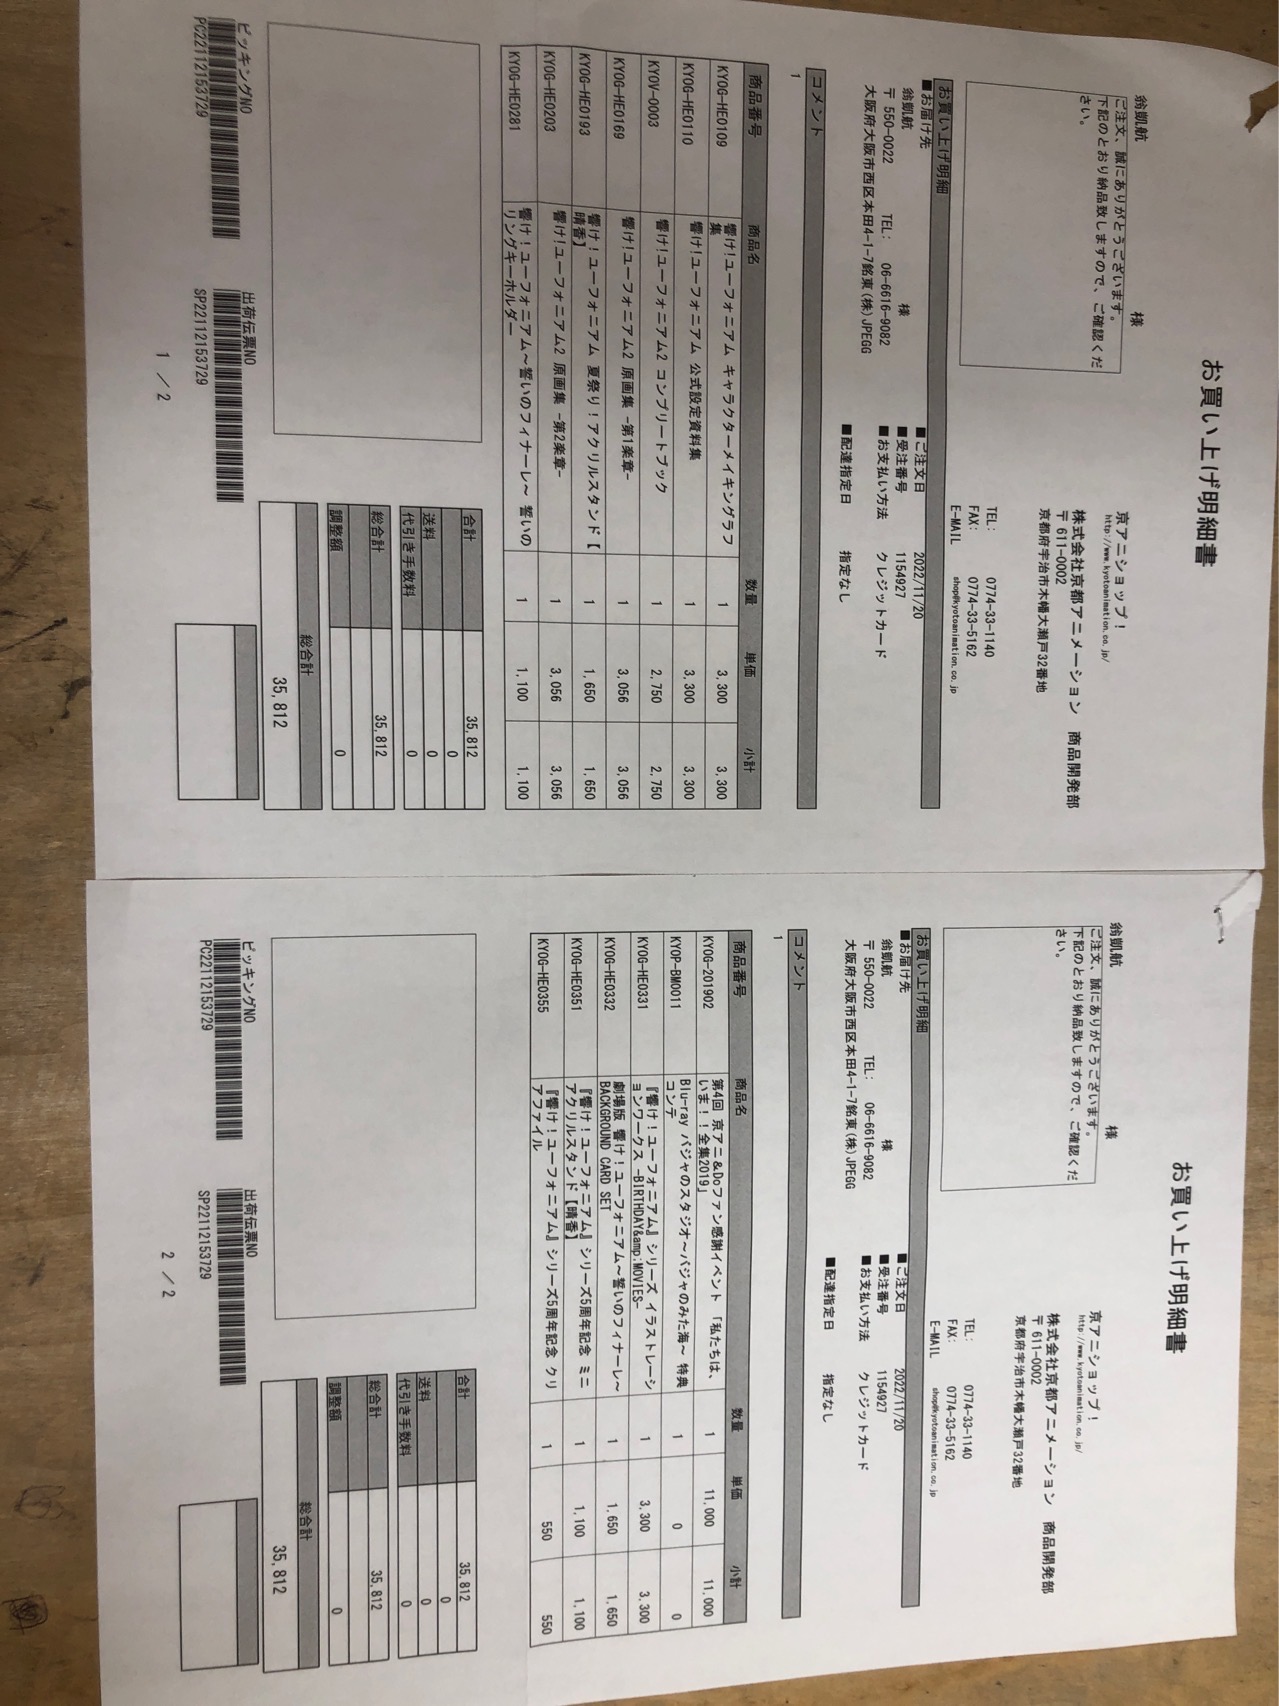 お買い上げ明細書
翁凱航 様
ご注文、誠にありがとうございます。
下記のとおり納品致しますので、ご確認くだ
さい。
京アニショップ！
http://www.kyotoanimation.co.jp/
株式会社京都アニメーション 商品開発部
〒611-0002
京都府宇治市木幡大瀬戸32番地
TEL: 0774-33-1140
FAX: 0774-33-5162
E-MAIL shop@kyotoanimation.co.jp
お買い上げ明細
■お届け先
翁凱航 様
〒550-0022 TEL: 06-6616-9082
大阪府大阪市西区本田4-1-7銘東(株)JPEGG
■ご注文日 2022/11/20
■受注番号 1154927
■お支払い方法 クレジットカード
■配達指定日 指定なし
コメント
1
商品番号 商品名 数量 単価 小計
KYOG-HE0109 響け!ユーフォニアム キャラクターメイキングラフ 1 3,300 3,300
集
KYOG-HE0110 響け!ユーフォニアム 公式設定資料集 1 3,300 3,300
KYOV-0003 響け!ユーフォニアム2 コンプリートブック 1 2,750 2,750
KYOG-HE0169 響け!ユーフォニアム2 原画集 -第1楽章- 1 3,056 3,056
KYOG-HE0193 響け！ユーフォニアム 夏祭り！アクリルスタンド【 1 1,650 1,650
晴香】
KYOG-HE0203 響け!ユーフォニアム2 原画集 -第2楽章- 1 3,056 3,056
KYOG-HE0281 響け！ユーフォニアム～誓いのフィナーレ～ 誓いの 1 1,100 1,100
リングキーホルダー
合計 35,812
0
送料 0
代引き手数料 0
総合計 35,812
調整額 0
総合計
35,812
ピッキングNO 出荷伝票NO
PC22112153729 SP22112153729
1 ／2
お買い上げ明細書
翁凱航 様
ご注文、誠にありがとうございます。
下記のとおり納品致しますので、ご確認くだ
さい。
京アニショップ！
http://www.kyotoanimation.co.jp/
株式会社京都アニメーション 商品開発部
〒611-0002
京都府宇治市木幡大瀬戸32番地
TEL: 0774-33-1140
FAX: 0774-33-5162
E-MAIL shop@kyotoanimation.co.jp
お買い上げ明細
■お届け先
翁凱航 様
〒550-0022 TEL: 06-6616-9082
大阪府大阪市西区本田4-1-7銘東(株)JPEGG
■ご注文日 2022/11/20
■受注番号 1154927
■お支払い方法 クレジットカード
■配達指定日 指定なし
コメント
1
商品番号 商品名 数量 単価 小計
KYOG-201902 第4回 京アニ＆Doファン感謝イベント 「私たちは、 1 11,000 11,000
いま！！全集2019」
KYOP-BM0011 Blu-ray バジャのスタジオ～バジャのみた海～ 特典 1 0 0
コンテ
KYOG-HE0331 『響け！ユーフォニアム』シリーズ イラストレーシ 1 3,300 3,300
ョンワークス -BIRTHDAY&amp;MOVIES-
KYOG-HE0332 劇場版 響け！ユーフォニアム～誓いのフィナーレ～ 1 1,650 1,650
BACKGROUND CARD SET
KYOG-HE0351 『響け！ユーフォニアム』シリーズ5周年記念 ミニ 1 1,100 1,100
アクリルスタンド【晴香】
KYOG-HE0355 『響け！ユーフォニアム』シリーズ5周年記念 クリ 1 550 550
アファイル
合計 35,812
0
送料 0
代引き手数料 0
総合計 35,812
調整額 0
総合計
35,812
ピッキングNO 出荷伝票NO
PC22112153729 SP22112153729
2 ／2